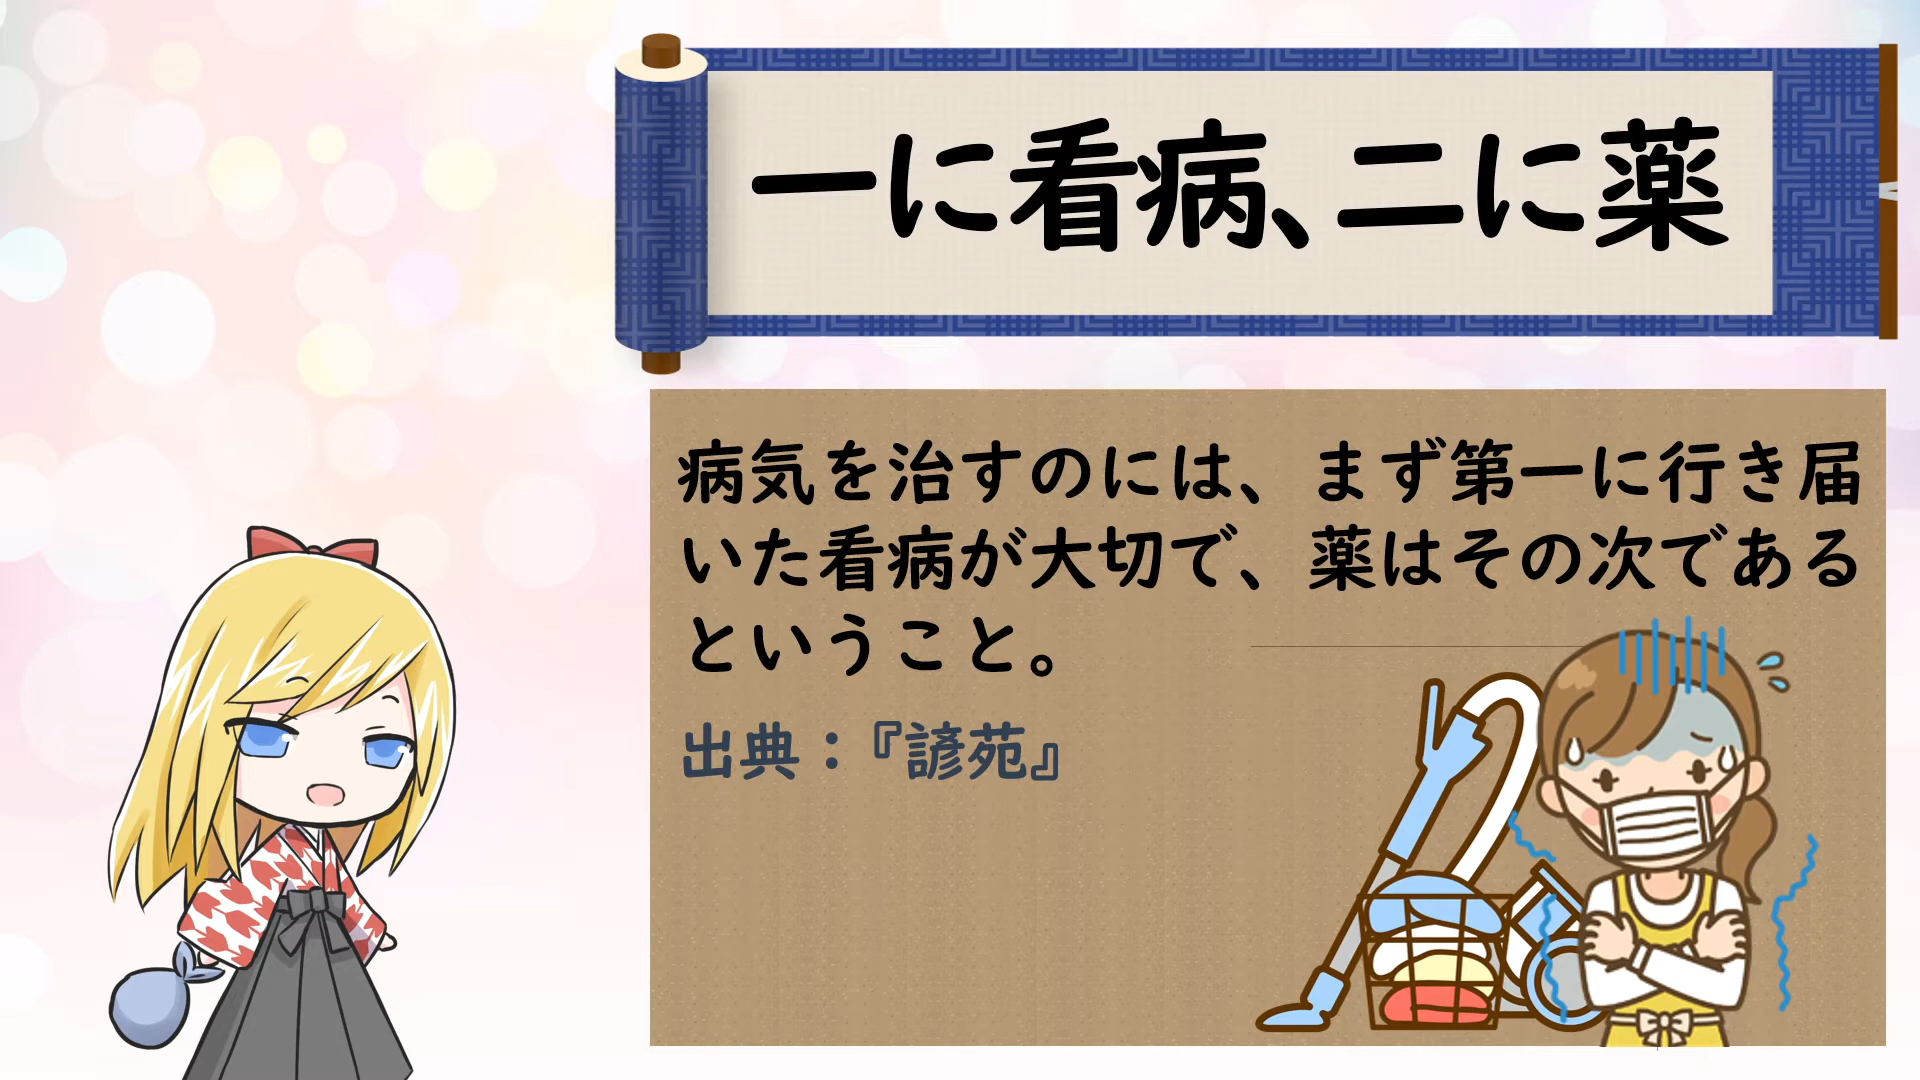 一に看病、二に薬
病気を治すのには、まず第一に行き届
いた看病が大切で、薬はその次である
ということ。
出典：『諺苑』